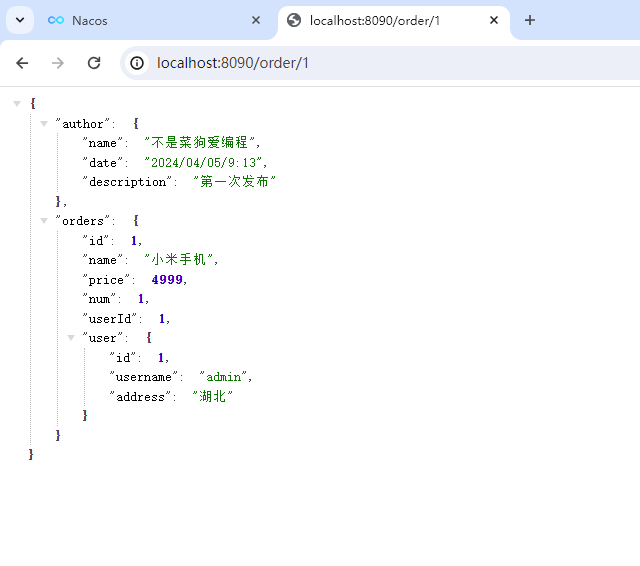 Nacos
localhost:8090/order/1
localhost:8090/order/1
{
"author": {
"name": "不是菜狗爱编程",
"date": "2024/04/05/9:13",
"description": "第一次发布"
},
"orders": {
"id": 1,
"name": "小米手机",
"price": 4999,
"num": 1,
"userId": 1,
"user": {
"id": 1,
"username": "admin",
"address": "湖北"
}
}
}